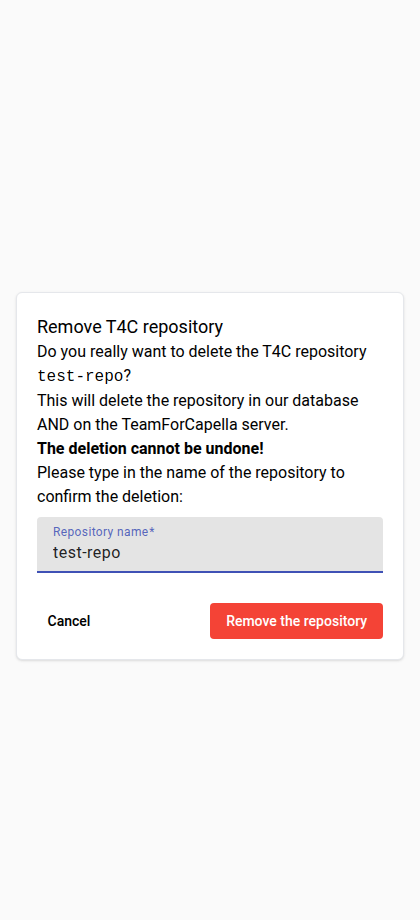 Remove T4C repository
Do you really want to delete the T4C repository
test-repo?
This will delete the repository in our database
AND on the TeamForCapella server.
The deletion cannot be undone!
Please type in the name of the repository to
confirm the deletion:
Repository name*
test-repo
Cancel
Remove the repository